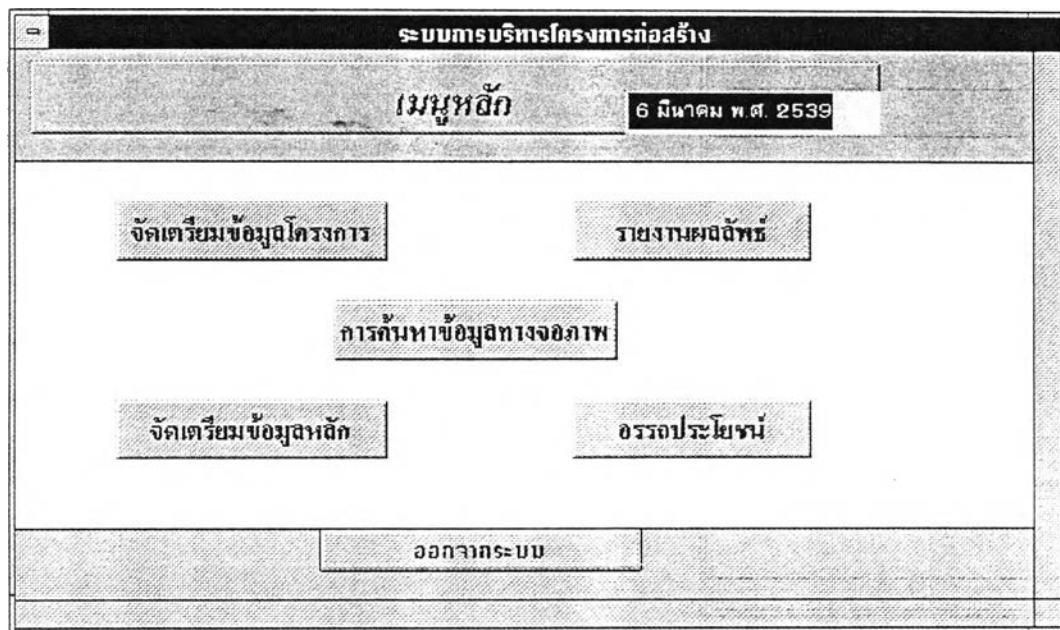 ระบบการบริหารโครงการก่อสร้าง
เมนูหลัก
6 มีนาคม พ.ศ. 2539
จัดเตรียมข้อมูลโครงการ
รายงานผลลัพธ์
การค้นหาข้อมูลทางจอภาพ
จัดเตรียมข้อมูลหลัก
อรรถประโยชน์
ออกจากระบบ